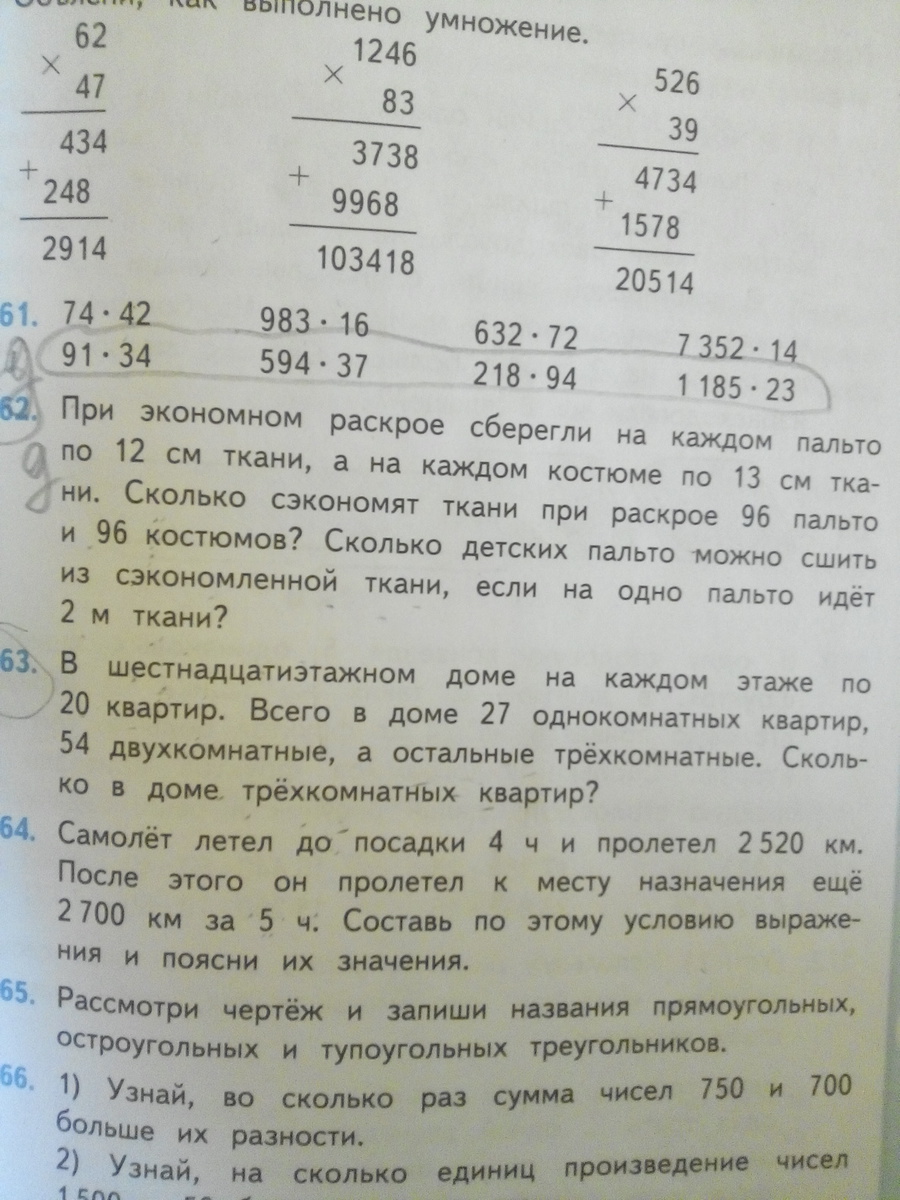 как выполнено умножение.
62
×
47
434
+
248
2914
1246
×
83
3738
+
9968
103418
526
×
39
4734
+
1578
20514
61. 74 · 42 983 · 16 632 · 72 7 352 · 14
91 · 34 594 · 37 218 · 94 1 185 · 23
62. При экономном раскрое сберегли на каждом пальто
по 12 см ткани, а на каждом костюме по 13 см тка-
ни. Сколько сэкономят ткани при раскрое 96 пальто
и 96 костюмов? Сколько детских пальто можно сшить
из сэкономленной ткани, если на одно пальто идёт
2 м ткани?
63. В шестнадцатиэтажном доме на каждом этаже по
20 квартир. Всего в доме 27 однокомнатных квартир,
54 двухкомнатные, а остальные трёхкомнатные. Сколь-
ко в доме трёхкомнатных квартир?
64. Самолёт летел до посадки 4 ч и пролетел 2 520 км.
После этого он пролетел к месту назначения ещё
2 700 км за 5 ч. Составь по этому условию выраже-
ния и поясни их значения.
65. Рассмотри чертёж и запиши названия прямоугольных,
остроугольных и тупоугольных треугольников.
66. 1) Узнай, во сколько раз сумма чисел 750 и 700
больше их разности.
2) Узнай, на сколько единиц произведение чисел